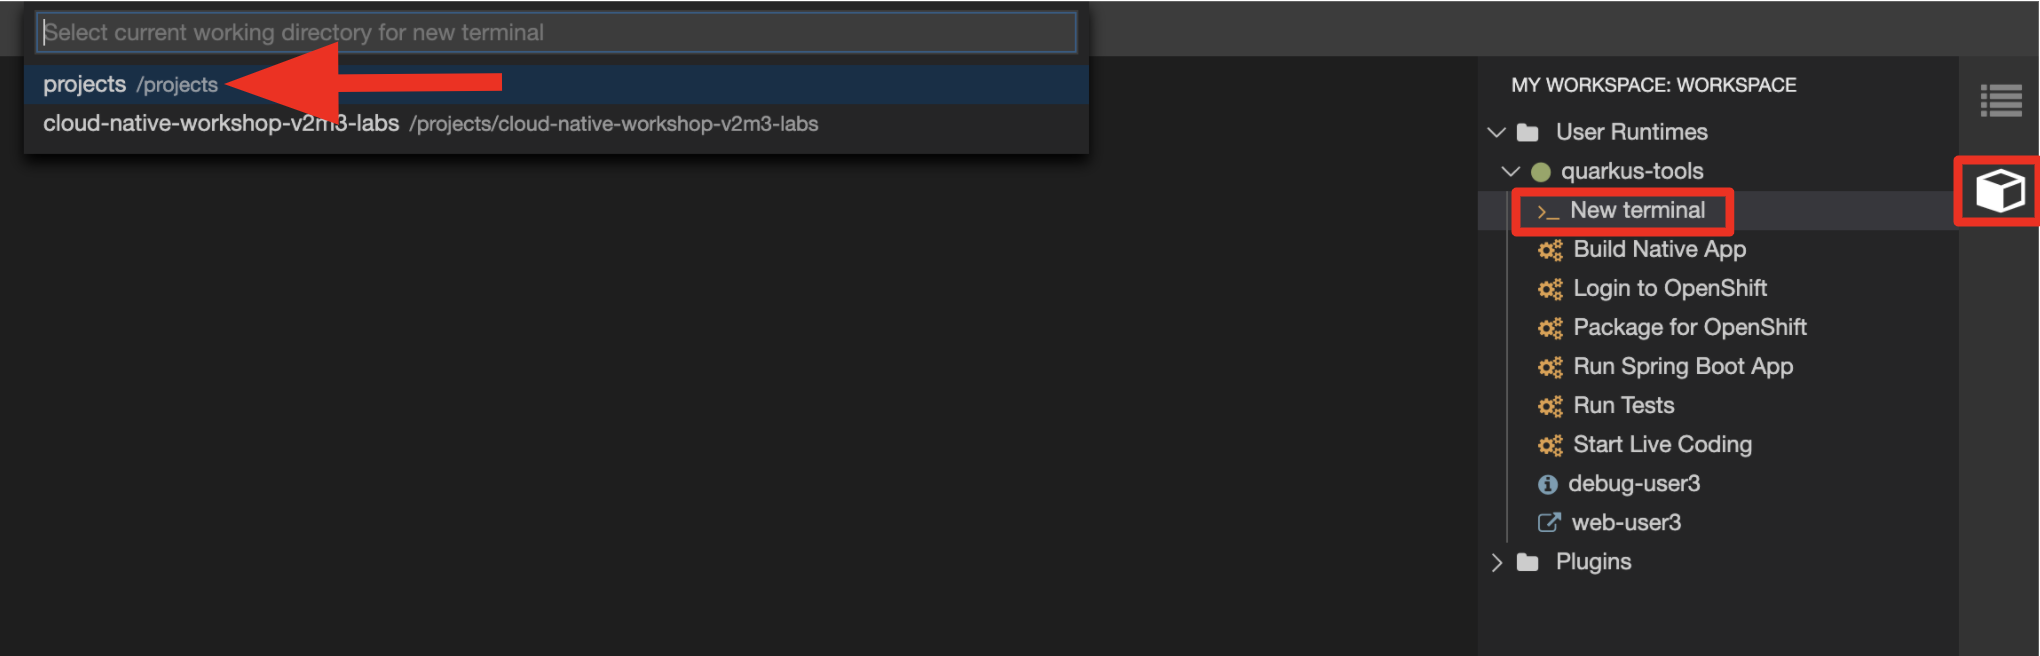 Select current working directory for new terminal
projects /projects
cloud-native-workshop-v2m3-labs /projects/cloud-native-workshop-v2m3-labs
MY WORKSPACE: WORKSPACE
User Runtimes
quarkus-tools
>_ New terminal
Build Native App
Login to OpenShift
Package for OpenShift
Run Spring Boot App
Run Tests
Start Live Coding
debug-user3
web-user3
Plugins